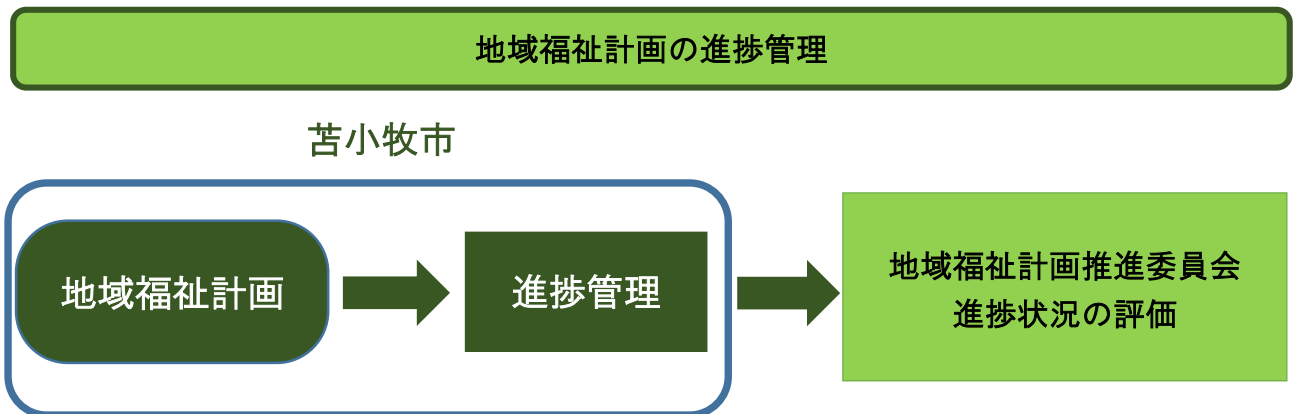 地域福祉計画の進捗管理
苫小牧市
地域福祉計画
進捗管理
地域福祉計画推進委員会
進捗状況の評価